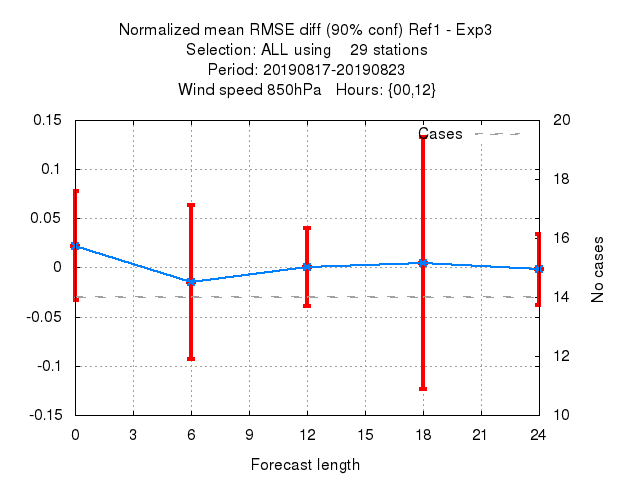 Normalized mean RMSE diff (90% conf) Ref1 - Exp3
Selection: ALL using    29 stations
Period: 20190817-20190823
Wind speed 850hPa   Hours: {00,12}
Cases
0.15
0.1
0.05
0
-0.05
-0.1
-0.15
20
18
16
14
12
10
No cases
0 3 6 9 12 15 18 21 24
Forecast length